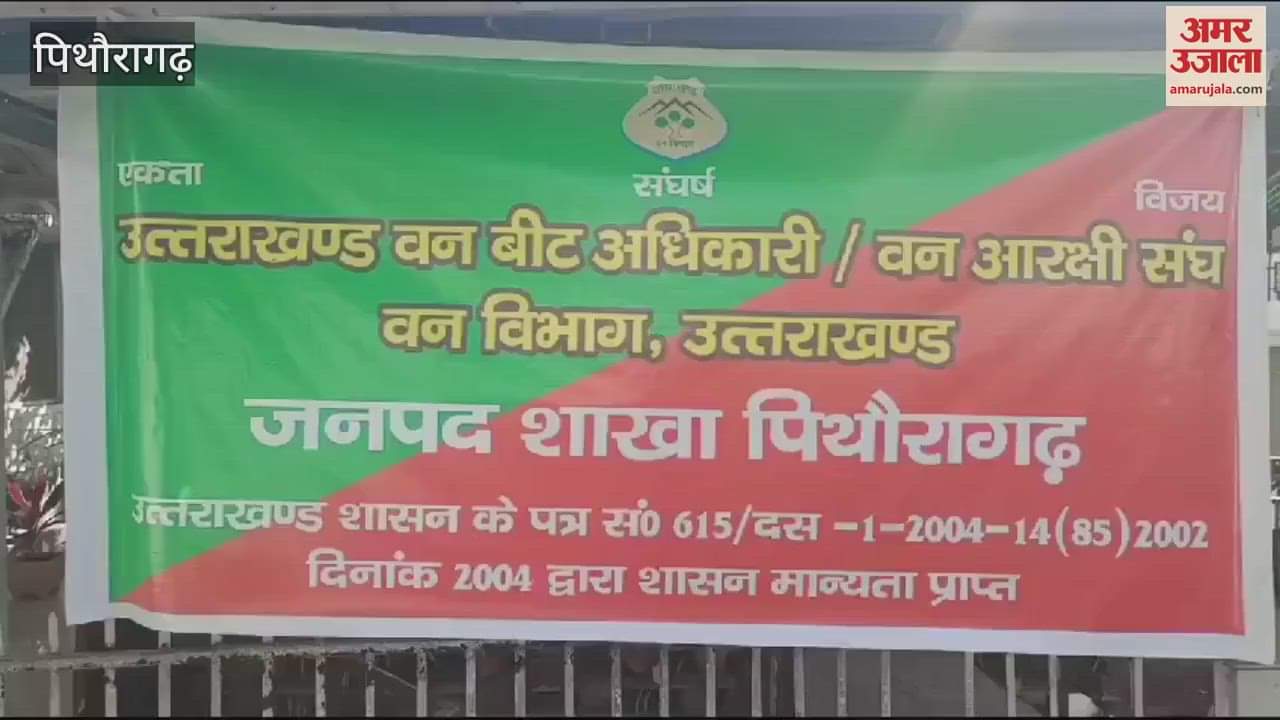 पिथौरागढ़
अमर
उजाला
amarujala.com
एकता
संघर्ष
विजय
उत्तराखण्ड वन बीट अधिकारी / वन आरक्षी संघ
वन विभाग, उत्तराखण्ड
जनपद शाखा पिथौरागढ़
उत्तराखण्ड शासन के पत्र सं0 615/दस -1-2004-14(85)2002
दिनांक 2004 द्वारा शासन मान्यता प्राप्त